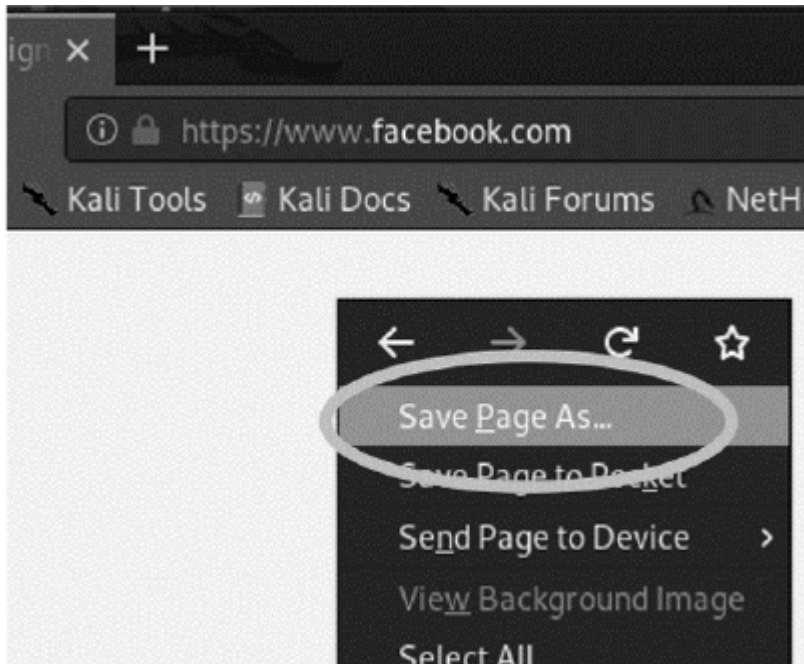 ign
https://www.facebook.com
Kali Tools Kali Docs Kali Forums NetH
Save Page As...
Save Page to Pocket
Send Page to Device
View Background Image
Select All